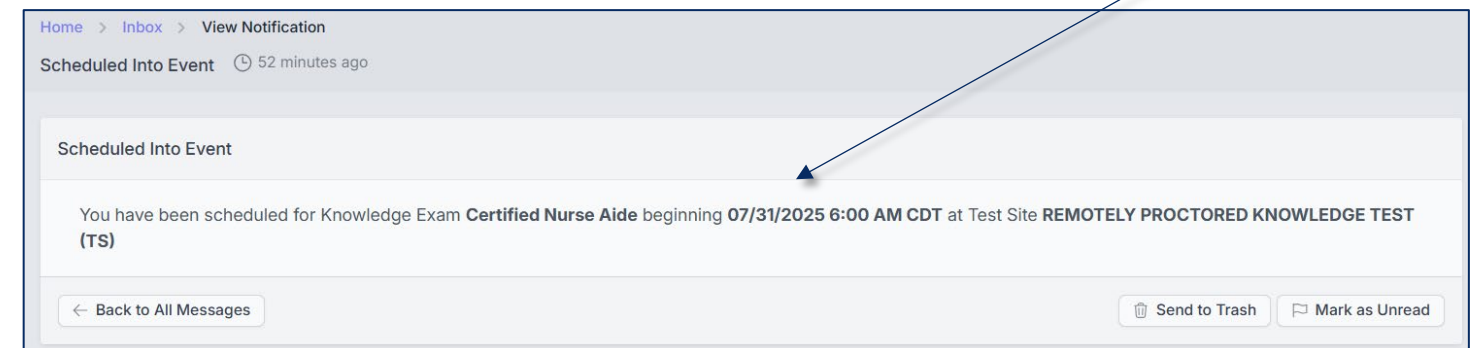 Home > Inbox > View Notification
Scheduled Into Event 52 minutes ago
Scheduled Into Event
You have been scheduled for Knowledge Exam Certified Nurse Aide beginning 07/31/2025 6:00 AM CDT at Test Site REMOTELY PROCTORED KNOWLEDGE TEST
(TS)
← Back to All Messages Send to Trash Mark as Unread